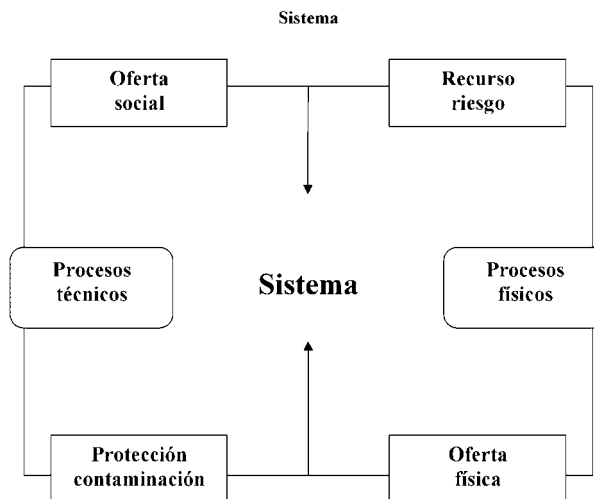 Sistema
Oferta
social
Recurso
riesgo
Procesos
técnicos
Sistema
Procesos
físicos
Protección
contaminación
Oferta
física